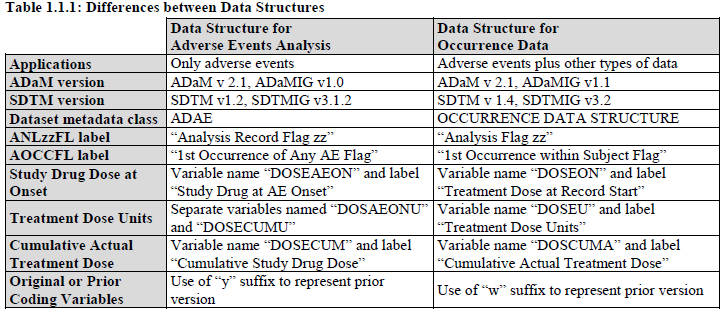 Table 1.1.1: Differences between Data Structures
Data Structure for
Adverse Events Analysis
Data Structure for
Occurrence Data
Applications
Only adverse events
Adverse events plus other types of data
ADaM version
ADaM v 2.1, ADaMIG v1.0
ADaM v 2.1, ADaMIG v1.1
SDTM version
SDTM v1.2, SDTMIG v3.1.2
SDTM v 1.4, SDTMIG v3.2
Dataset metadata class
ADAE
OCCURRENCE DATA STRUCTURE
ANLzzFL label
“Analysis Record Flag zz”
“Analysis Flag zz”
AOCCFL label
“1st Occurrence of Any AE Flag”
“1st Occurrence within Subject Flag”
Study Drug Dose at
Onset
Variable name “DOSEAEON” and label
“Study Drug at AE Onset”
Variable name “DOSEON” and label
“Treatment Dose at Record Start”
Treatment Dose Units
Separate variables named “DOSAEONU”
and “DOSECUMU”
Variable name “DOSEU” and label
“Treatment Dose Units”
Cumulative Actual
Treatment Dose
Variable name “DOSECUM” and label
“Cumulative Study Drug Dose”
Variable name “DOSCUMA” and label
“Cumulative Actual Treatment Dose”
Original or Prior
Coding Variables
Use of “y” suffix to represent prior
version
Use of “w” suffix to represent prior version